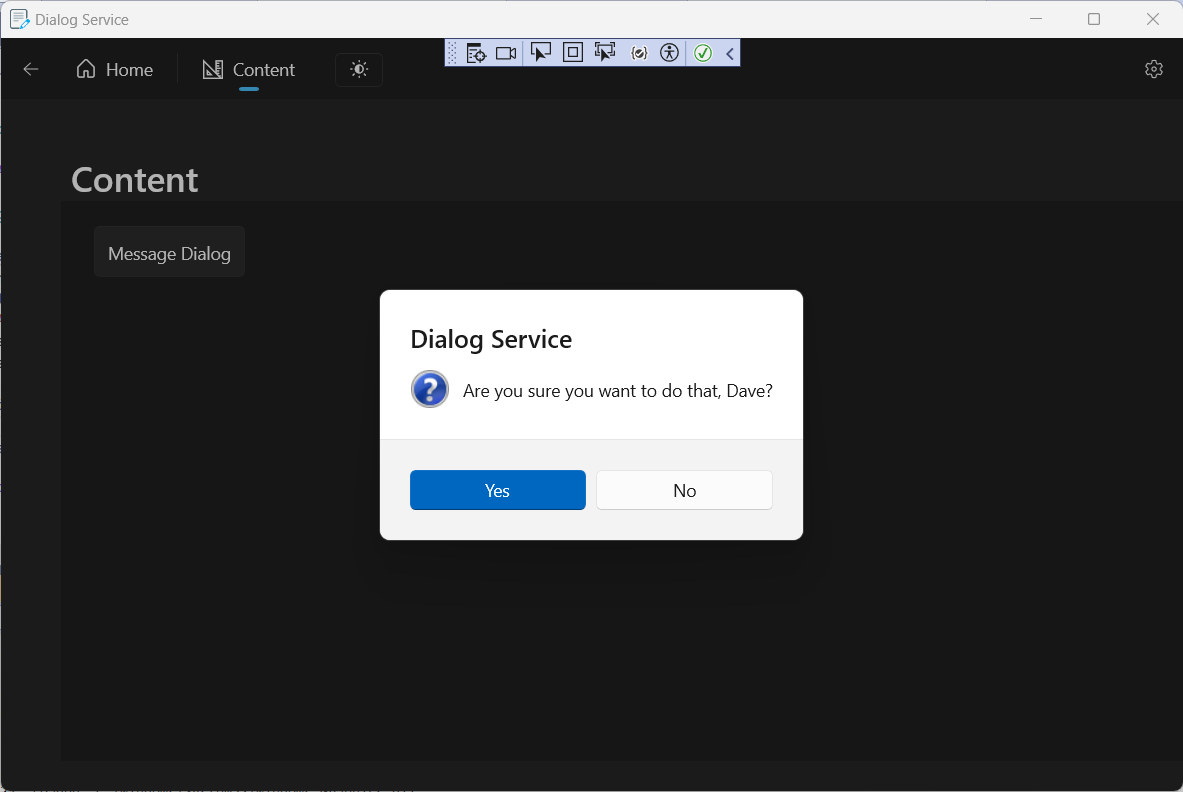 Dialog Service
Home
Content
Content
Message Dialog
Dialog Service
Are you sure you want to do that, Dave?
Yes
No